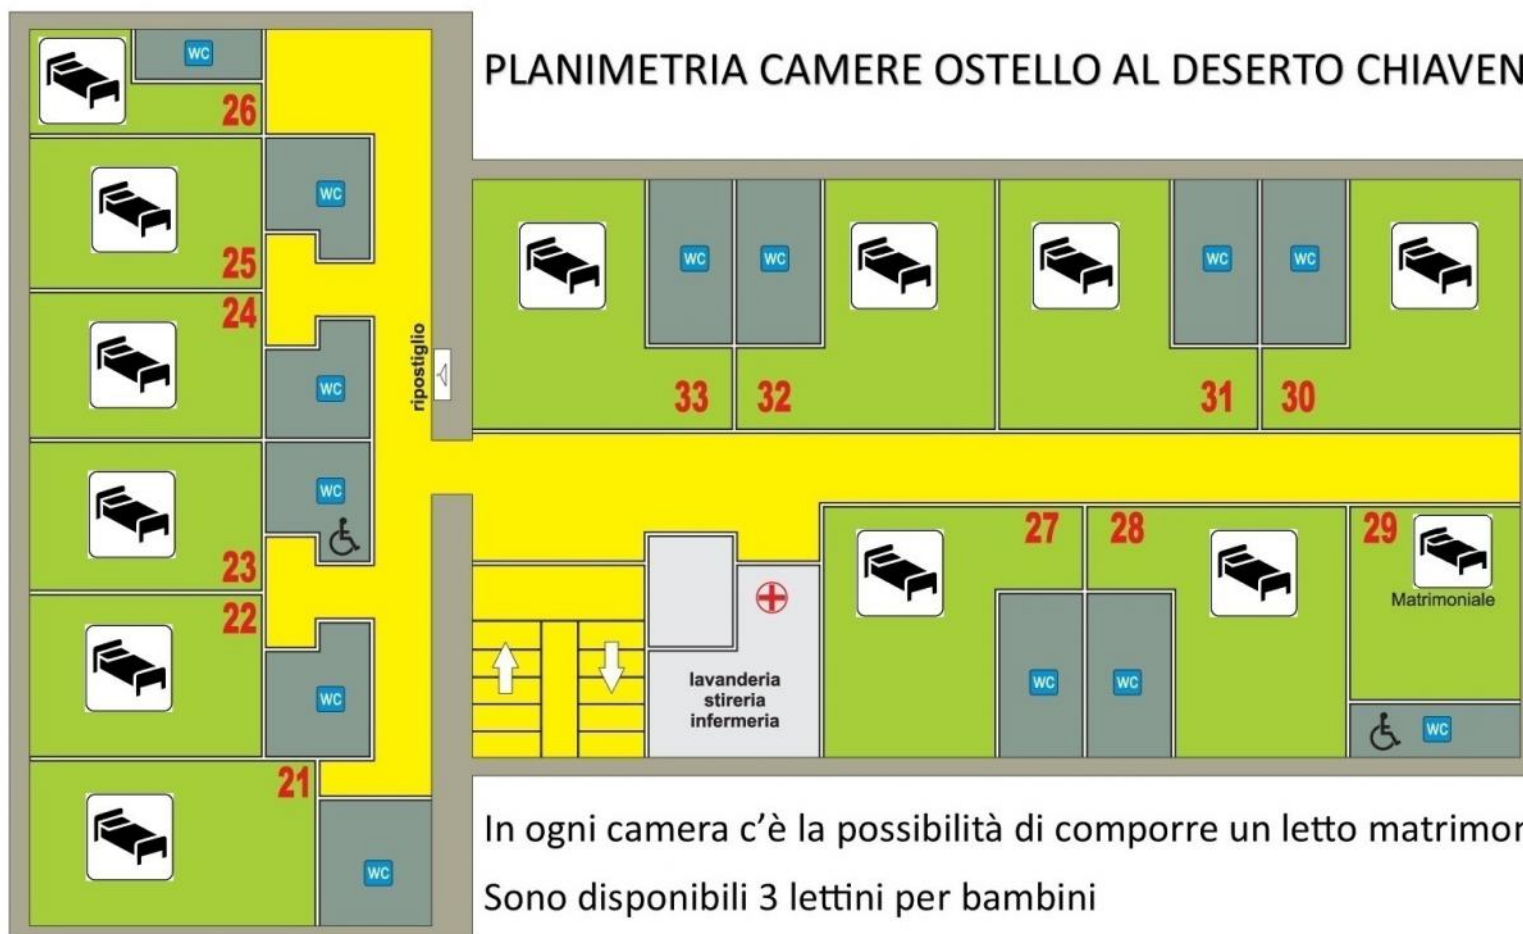 PLANIMETRIA CAMERE OSTELLO AL DESERTO CHIAVEN
WC
26
WC
25
24
WC
ripostiglio
WC
23
22
WC
21
WC
WC
WC
WC
WC
33
32
31
30
27
28
29
Matrimoniale
WC
WC
WC
lavanderia
stireria
infermeria
In ogni camera c'è la possibilità di comporre un letto matrimon
Sono disponibili 3 lettini per bambini